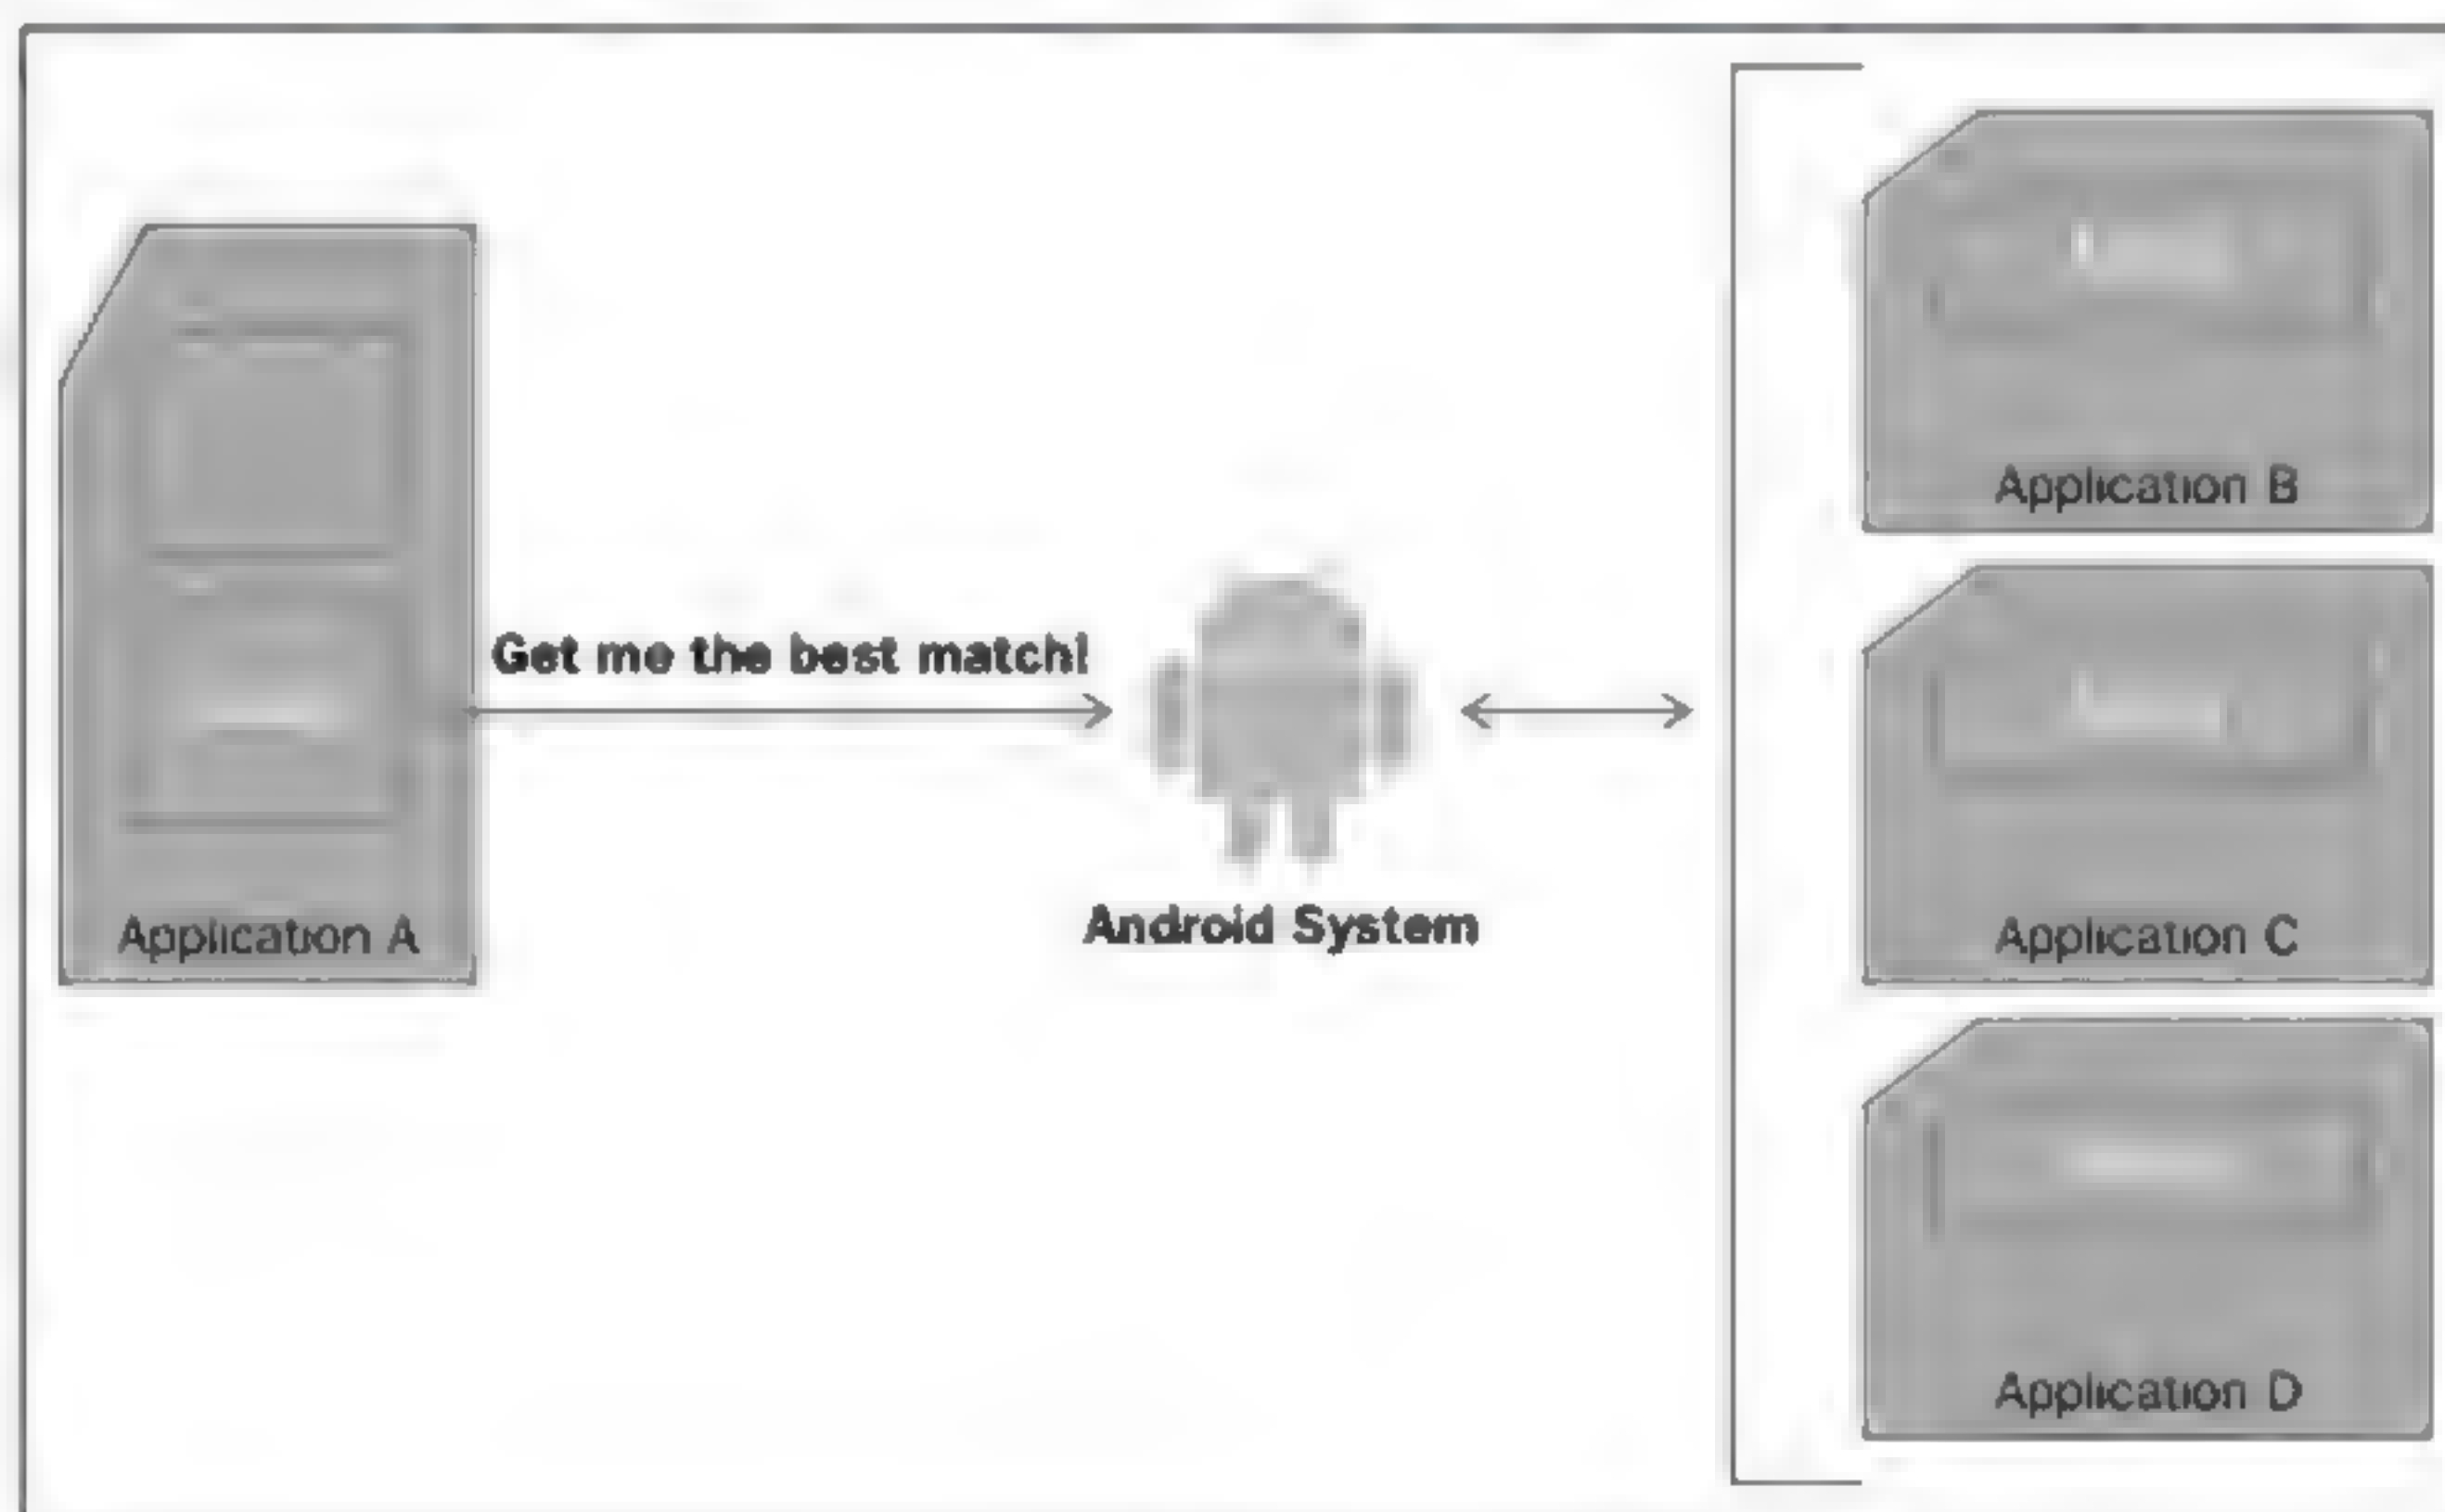 Get me the best match!
Application A
Android System
Application B
Application C
Application D